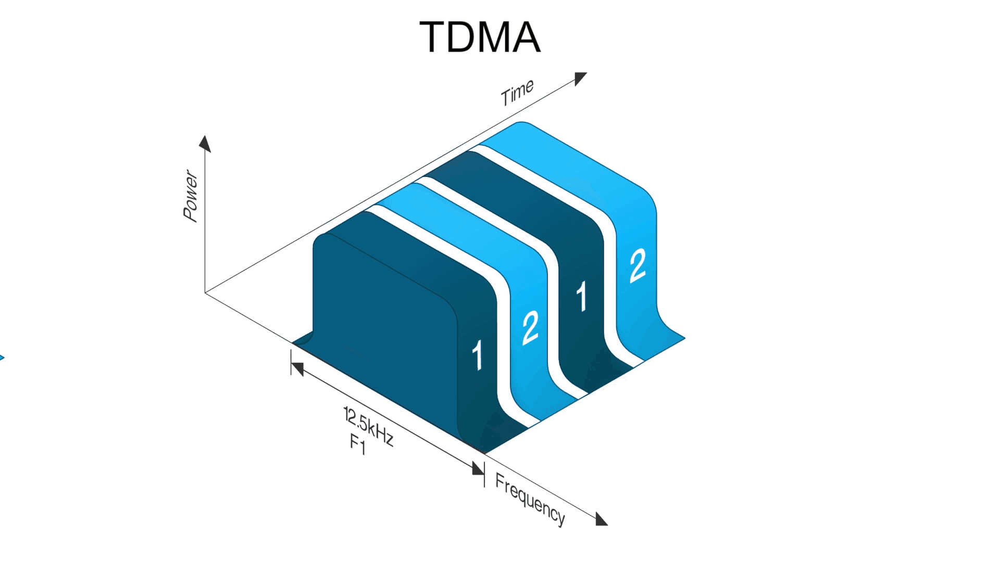 TDMA
Time
Power
2
1
2
1
12.5kHz
F1
Frequency